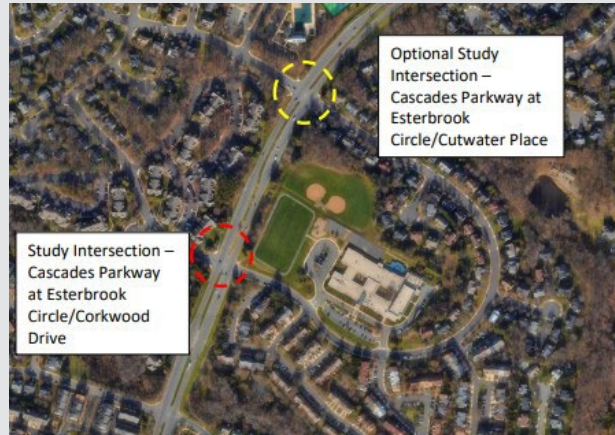 Optional Study
Intersection –
Cascades Parkway at
Esterbrook
Circle/Cutwater Place
Study Intersection –
Cascades Parkway
at Esterbrook
Circle/Corkwood
Drive